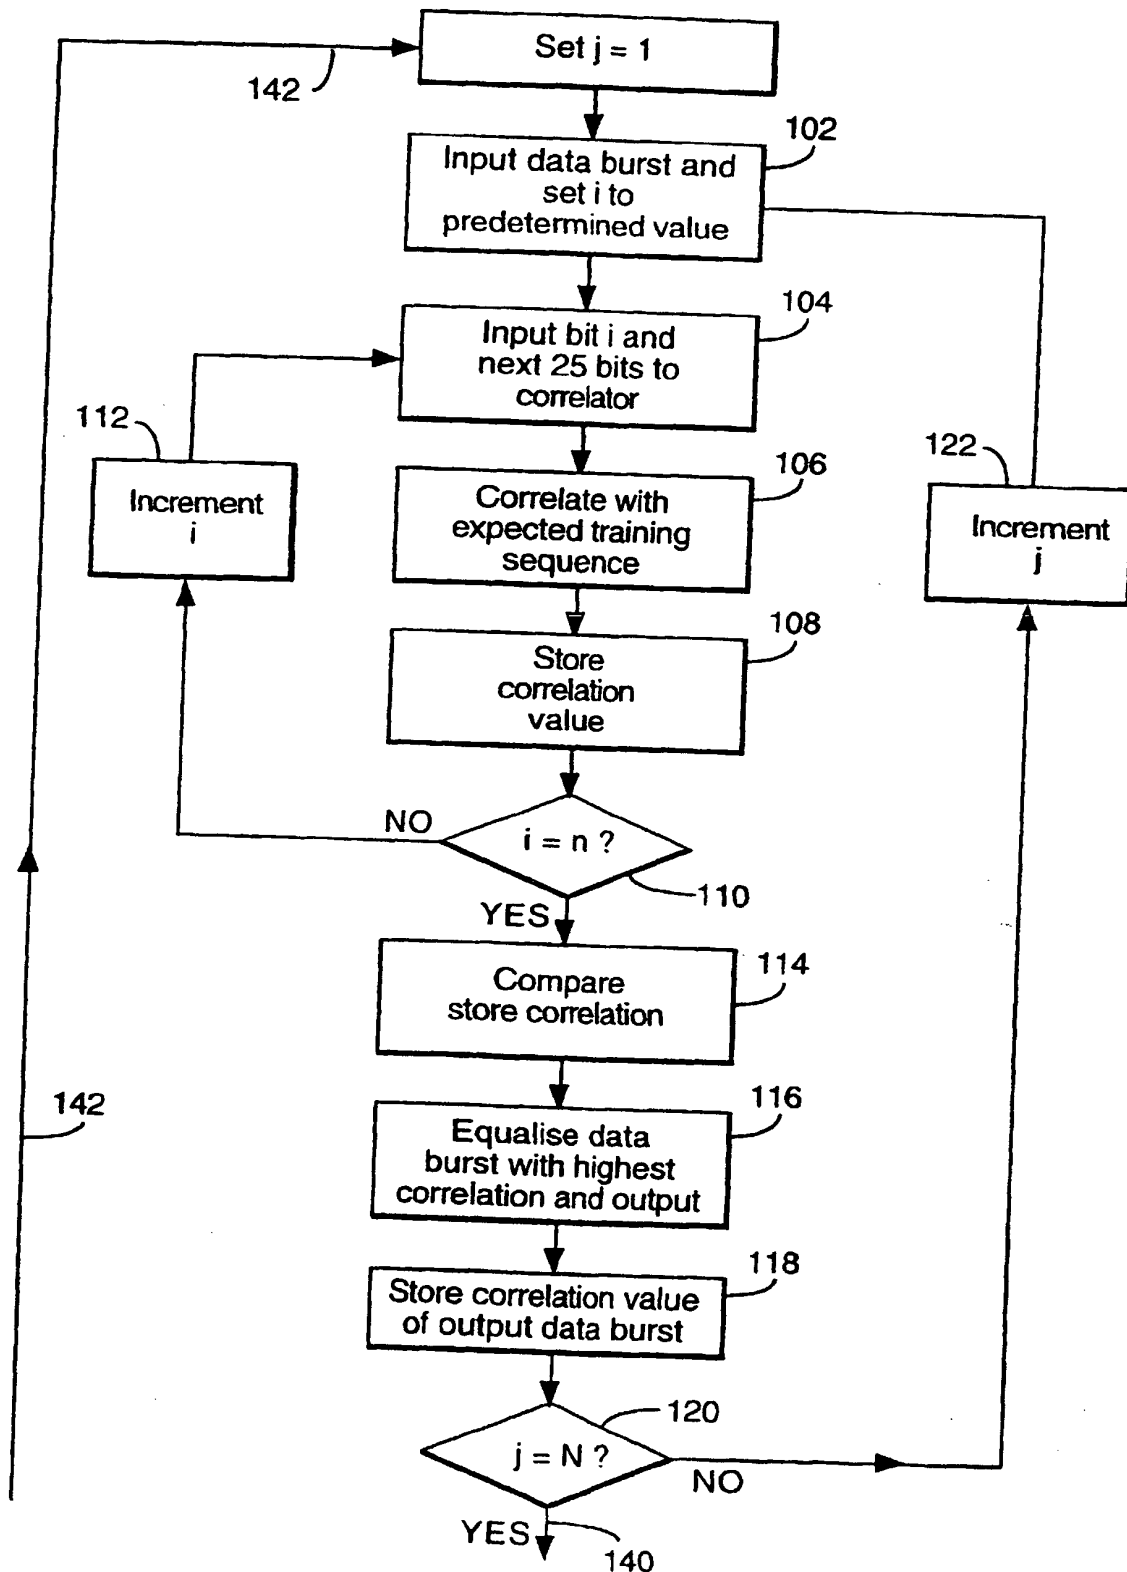 Set j = 1
142
102
Input data burst and
set i to
predetermined value
104
Input bit i and
next 25 bits to
correlator
112
Increment
i
106
Correlate with
expected training
sequence
122
Increment
j
108
Store
correlation
value
NO
i = n ?
110
YES
114
Compare
store correlation
142
116
Equalise data
burst with highest
correlation and output
118
Store correlation value
of output data burst
120
j = N ?
NO
YES
140